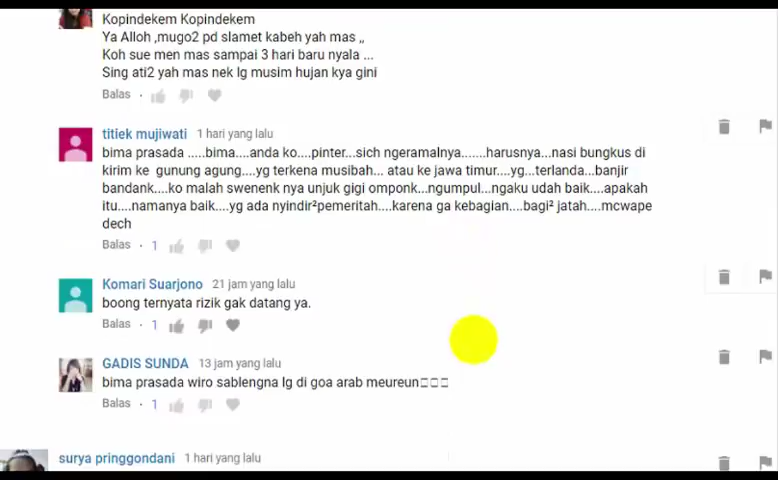 Kopindekem Kopindekem
Ya Alloh ,mugo2 pd slamet kabeh yah mas ,,
Koh sue men mas sampai 3 hari baru nyala ...
Sing ati2 yah mas nek lg musim hujan kya gini
Balas
titiek mujiwati 1 hari yang lalu
bima prasada .....bima....anda ko....pinter...sich ngeramalnya.......harusnya...nasi bungkus di
kirim ke gunung agung....yg terkena musibah... atau ke jawa timur....yg...terlanda...banjir
bandank....ko malah swenenk nya unjuk gigi omponk...ngumpul...ngaku udah baik....apakah
itu....namanya baik....yg ada nyindir²pemeritah....karena ga kebagian....bagi² jatah....mcwape
dech
Balas · 1
Komari Suarjono 21 jam yang lalu
boong ternyata rizik gak datang ya.
Balas · 1
GADIS SUNDA 13 jam yang lalu
bima prasada wiro sablengna lg di goa arab meureun□□□
Balas · 1
surya pringgondani 1 hari yang lalu